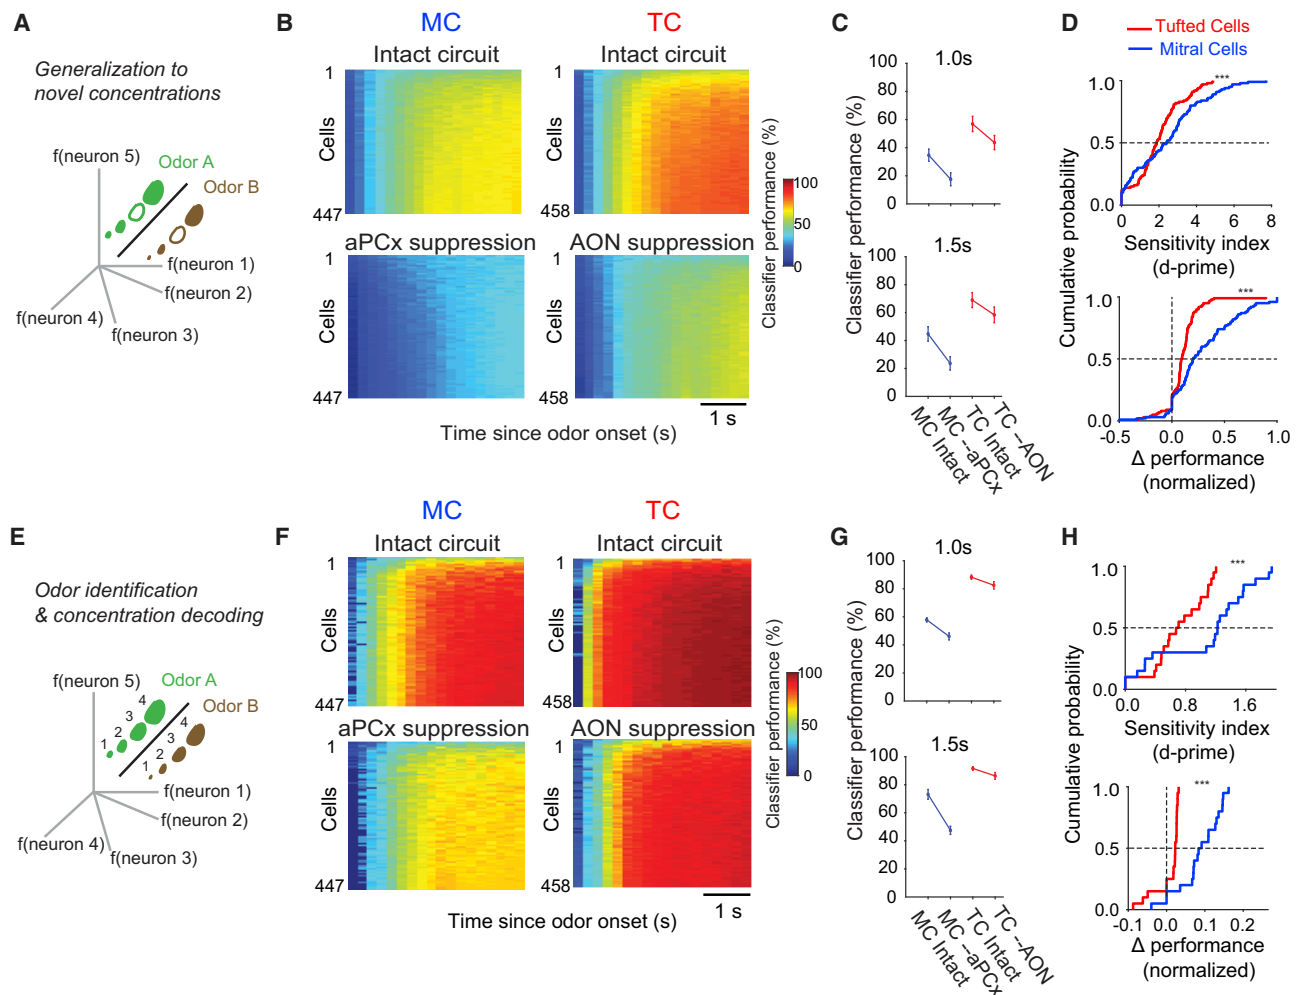 A
Generalization to
novel concentrations
f(neuron 5)
Odor A
Odor B
f(neuron 1)
f(neuron 2)
f(neuron 4)
f(neuron 3)
B
MC
TC
Intact circuit
Intact circuit
1
Cells
447
1
Cells
458
aPCx suppression
AON suppression
1
Cells
447
1
Cells
458
1 s
Time since odor onset (s)
100
50
0
Classifier performance (%)
C
1.0s
100
80
60
40
20
0
1.5s
100
80
60
40
20
0
Classifier performance (%)
MC Intact
MC --aPCx
TC Intact
TC --AON
D
Tufted Cells
Mitral Cells
1.0
0.5
0.0
***
0
2
4
6
8
Sensitivity index
(d-prime)
Cumulative probability
1.0
0.5
0.0
***
-0.5
0.0
0.5
1.0
Δ performance
(normalized)
E
Odor identification
& concentration decoding
f(neuron 5)
Odor A
Odor B
1
2
3
4
1
2
3
4
f(neuron 1)
f(neuron 2)
f(neuron 4)
f(neuron 3)
F
MC
TC
Intact circuit
Intact circuit
1
Cells
447
1
Cells
458
aPCx suppression
AON suppression
1
Cells
447
1
Cells
458
1 s
Time since odor onset (s)
100
50
0
Classifier performance (%)
G
1.0s
100
80
60
40
20
0
1.5s
100
80
60
40
20
0
Classifier performance (%)
MC Intact
MC --aPCx
TC Intact
TC --AON
H
1.0
0.5
0.0
***
0.0
0.8
1.6
Sensitivity index
(d-prime)
Cumulative probability
1.0
0.5
0.0
***
-0.1
0.0
0.1
0.2
Δ performance
(normalized)